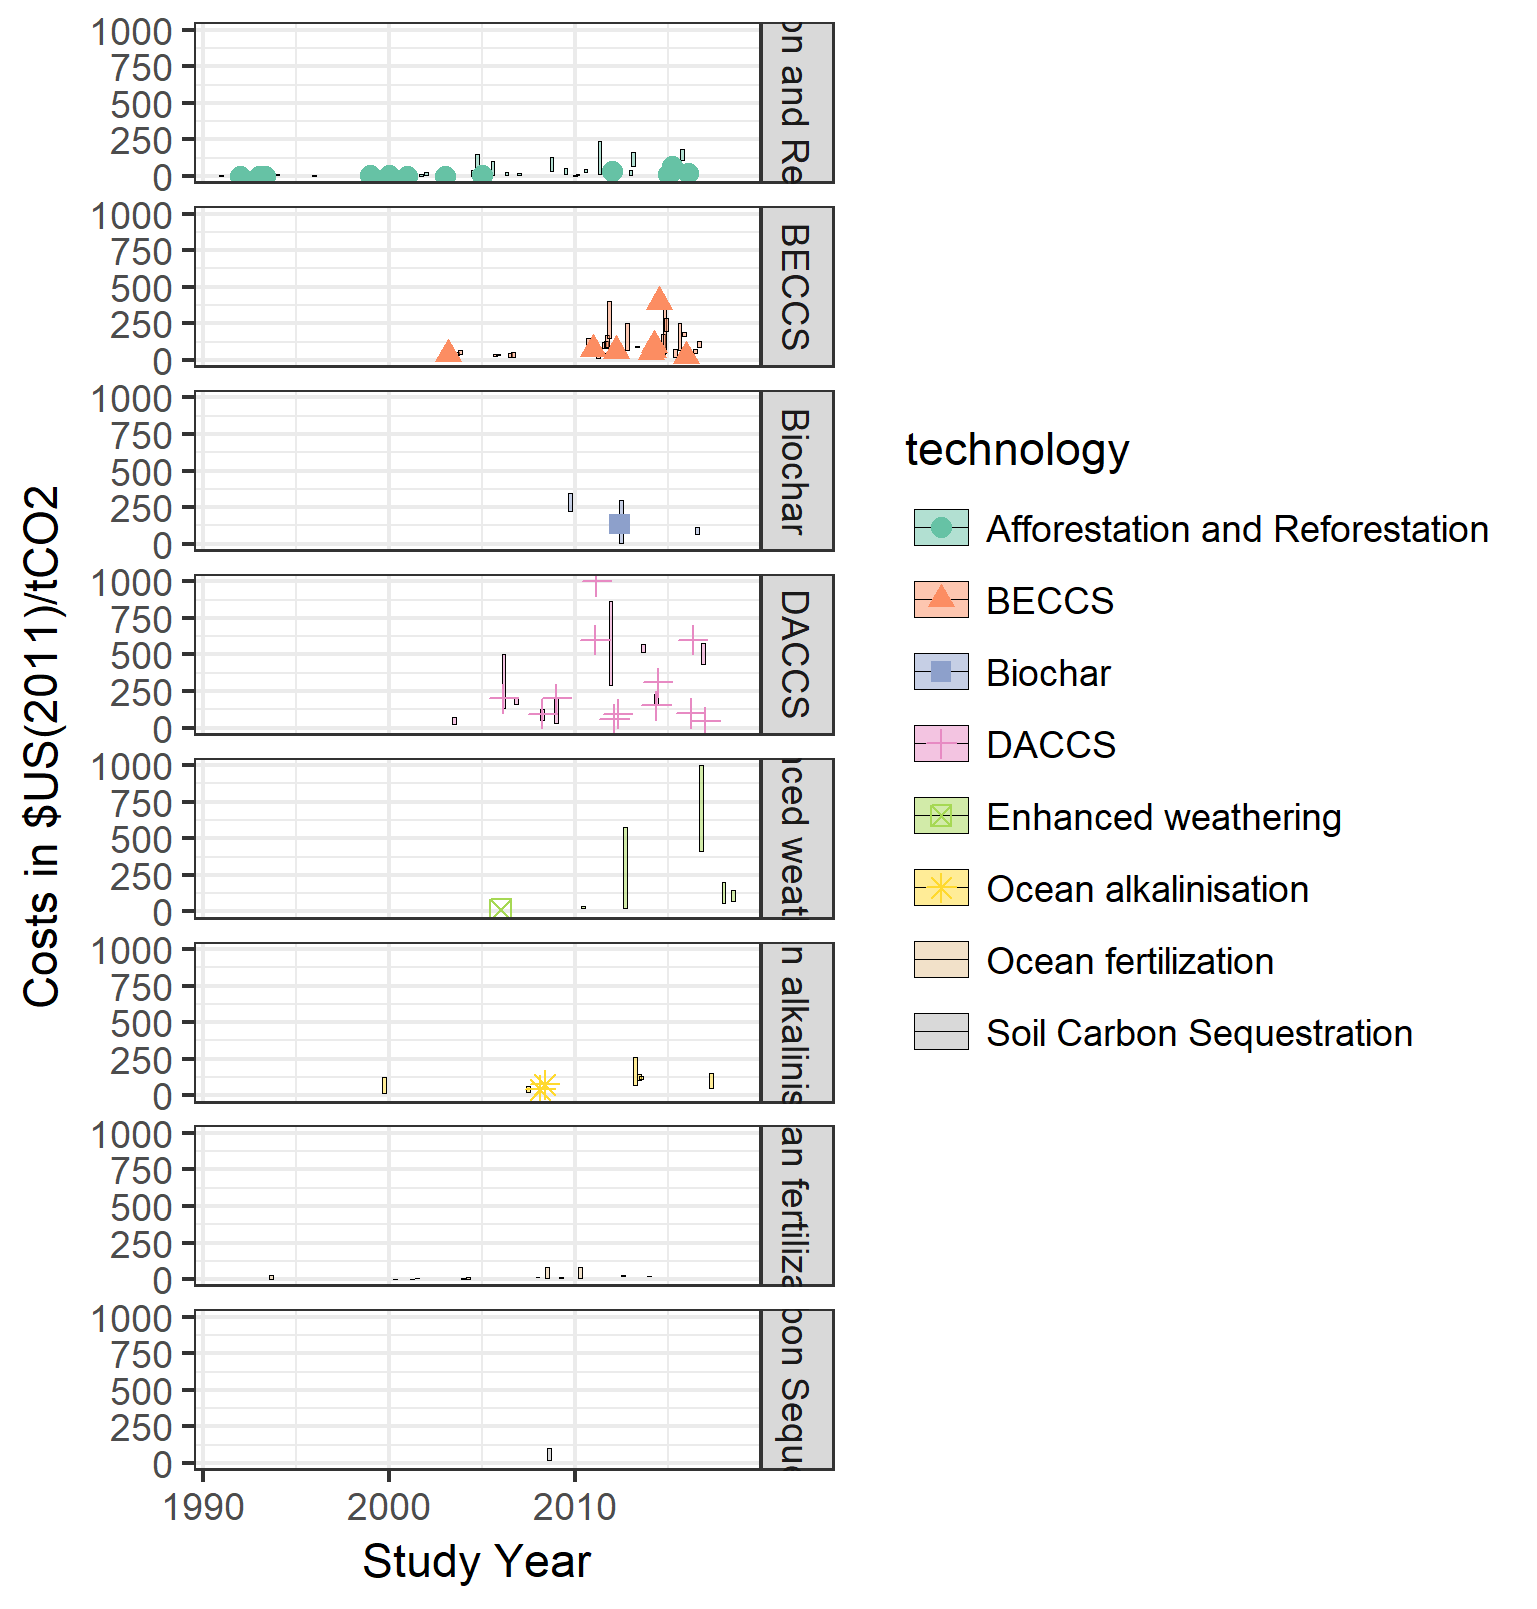 1000
750
500
250
0
on and Re
1000
750
500
250
0
BECCS
1000
750
500
250
0
Biochar
1000
750
500
250
0
DACCS
1000
750
500
250
0
nced weat
1000
750
500
250
0
n alkalinis
1000
750
500
250
0
an fertiliza
1000
750
500
250
0
bon Seque
1990
2000
2010
Study Year
Costs in $US(2011)/tCO2
technology
Afforestation and Reforestation
BECCS
Biochar
DACCS
Enhanced weathering
Ocean alkalinisation
Ocean fertilization
Soil Carbon Sequestration